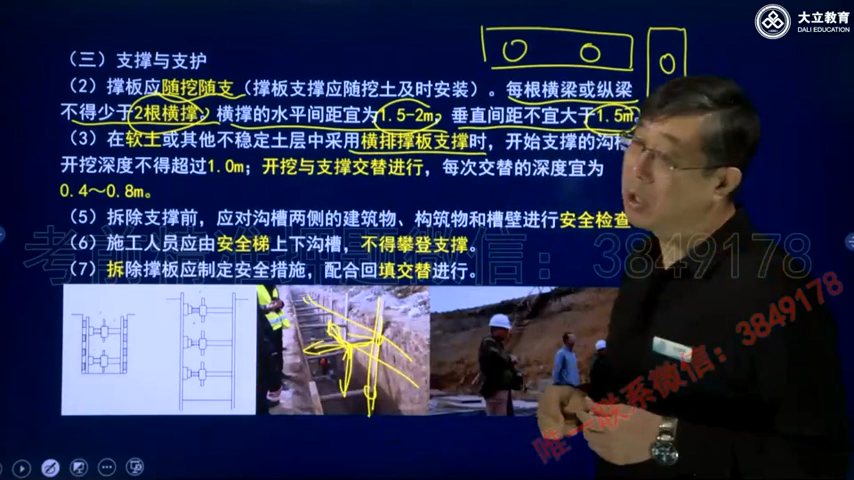 大立教育
DALI EDUCATION
（三）支撑与支护
（2）撑板应随挖随支（撑板支撑应随挖土及时安装）。每根横梁或纵梁
不得少于2根横撑，横撑的水平间距宜为1.5-2m，垂直间距不宜大于1.5m
（3）在软土或其他不稳定土层中采用横排撑板支撑时，开始支撑的沟槽
开挖深度不得超过1.0m；开挖与支撑交替进行，每次交替的深度宜为
0.4～0.8m。
（5）拆除支撑前，应对沟槽两侧的建筑物、构筑物和槽壁进行安全检查
（6）施工人员应由安全梯上下沟槽，不得攀登支撑。
（7）拆除撑板应制定安全措施，配合回填交替进行。
微信：3849178
唯一联系微信：3849178